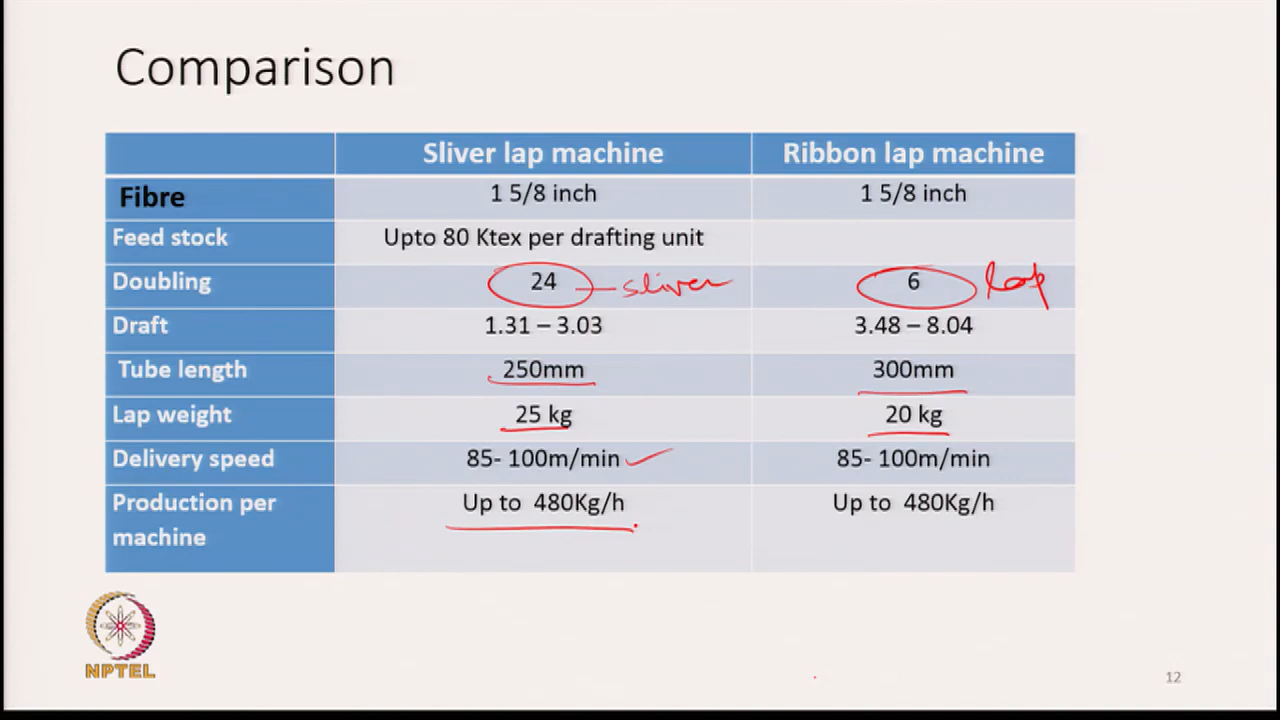 Comparison
Sliver lap machine Ribbon lap machine
Fibre 1 5/8 inch 1 5/8 inch
Feed stock Upto 80 Ktex per drafting unit
Doubling 24 sliver 6 lap
Draft 1.31 – 3.03 3.48 – 8.04
Tube length 250mm 300mm
Lap weight 25 kg 20 kg
Delivery speed 85- 100m/min 85- 100m/min
Production per machine Up to 480Kg/h Up to 480Kg/h
NPTEL
12